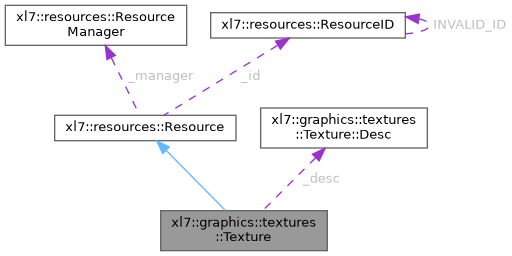 xl7::resources::Resource
Manager
xl7::resources::ResourceID
INVALID_ID
_manager
_id
xl7::resources::Resource
xl7::graphics::textures
::Texture::Desc
_desc
xl7::graphics::textures
::Texture